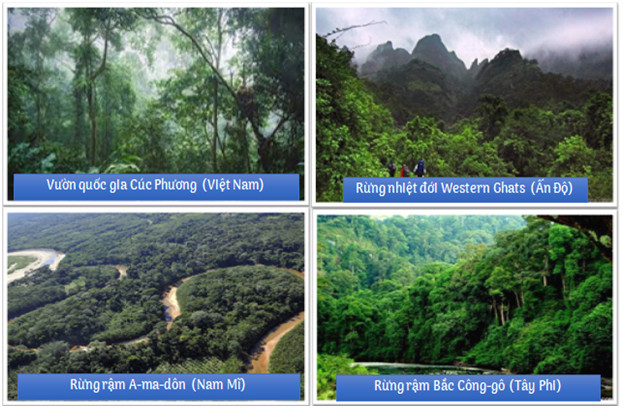 Vườn quốc gia Cúc Phương (Việt Nam)
Rừng nhiệt đới Western Ghats (Ấn Độ)
Rừng rậm A-ma-dôn (Nam Mĩ)
Rừng rậm Bắc Công-gô (Tây Phi)